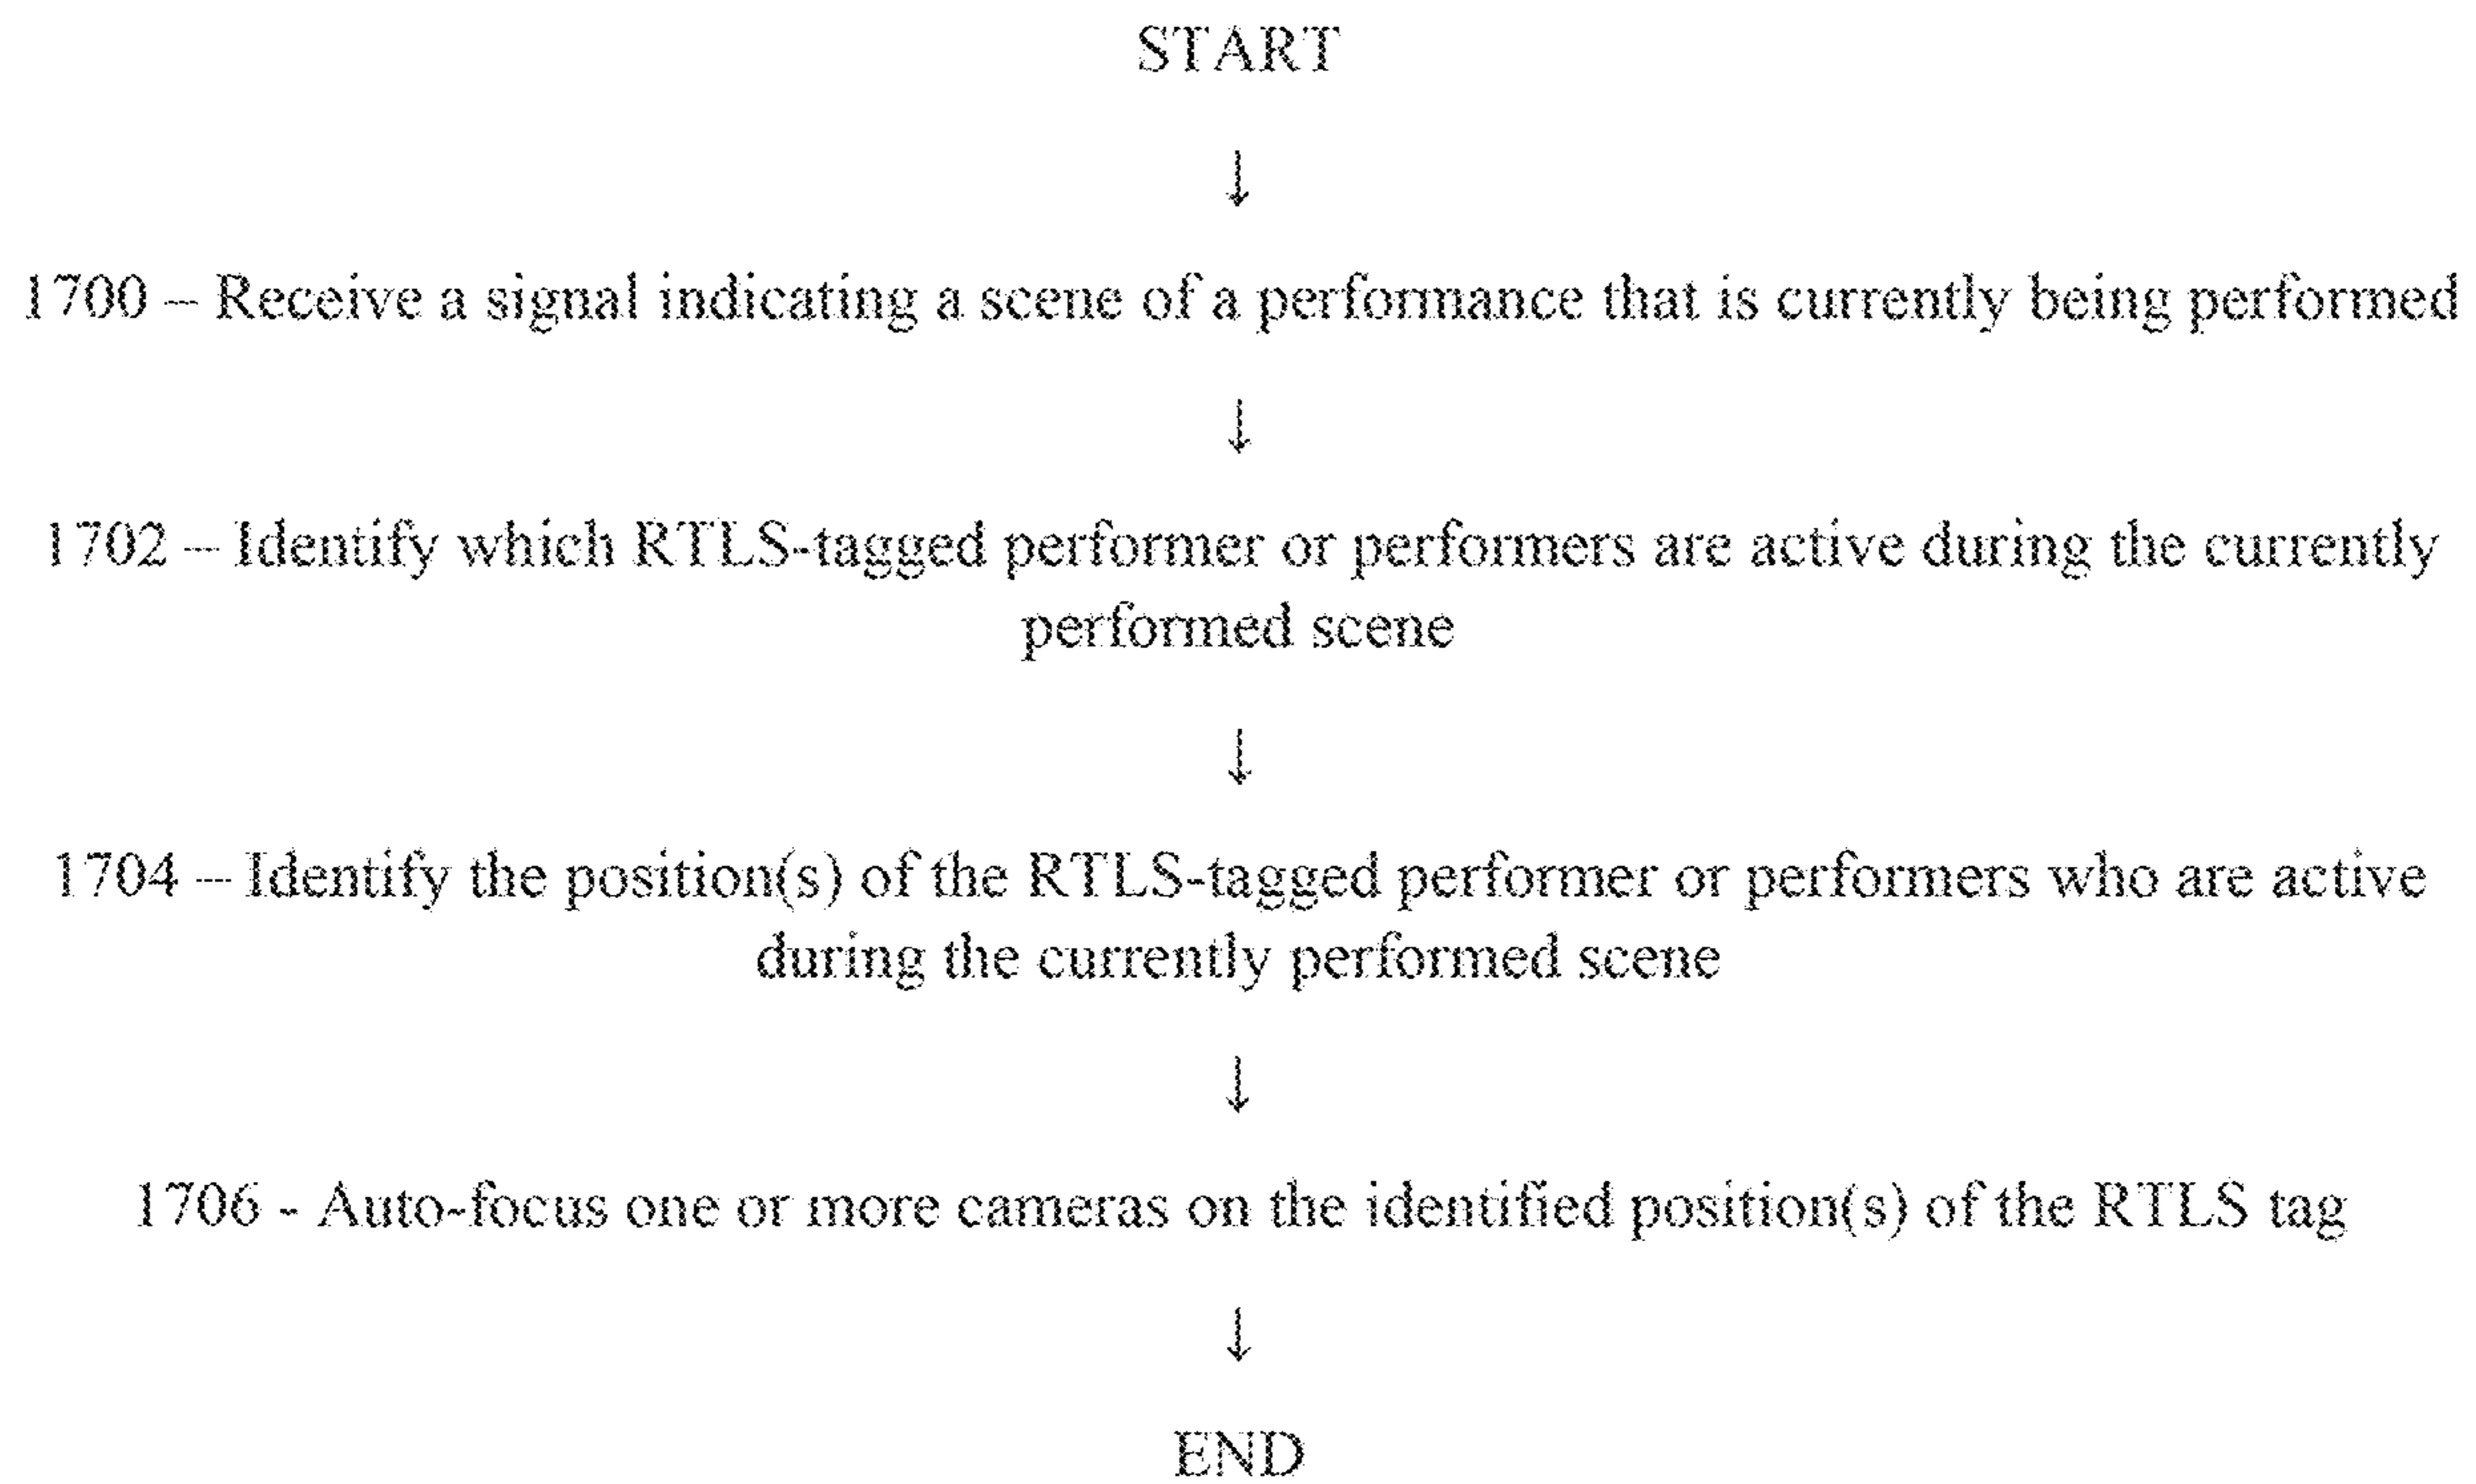 START
↓
1700 – Receive a signal indicating a scene of a performance that is currently being performed
↓
1702 – Identify which RTLS-tagged performer or performers are active during the currently
performed scene
↓
1704 – Identify the position(s) of the RTLS-tagged performer or performers who are active
during the currently performed scene
↓
1706 - Auto-focus one or more cameras on the identified position(s) of the RTLS tag
↓
END